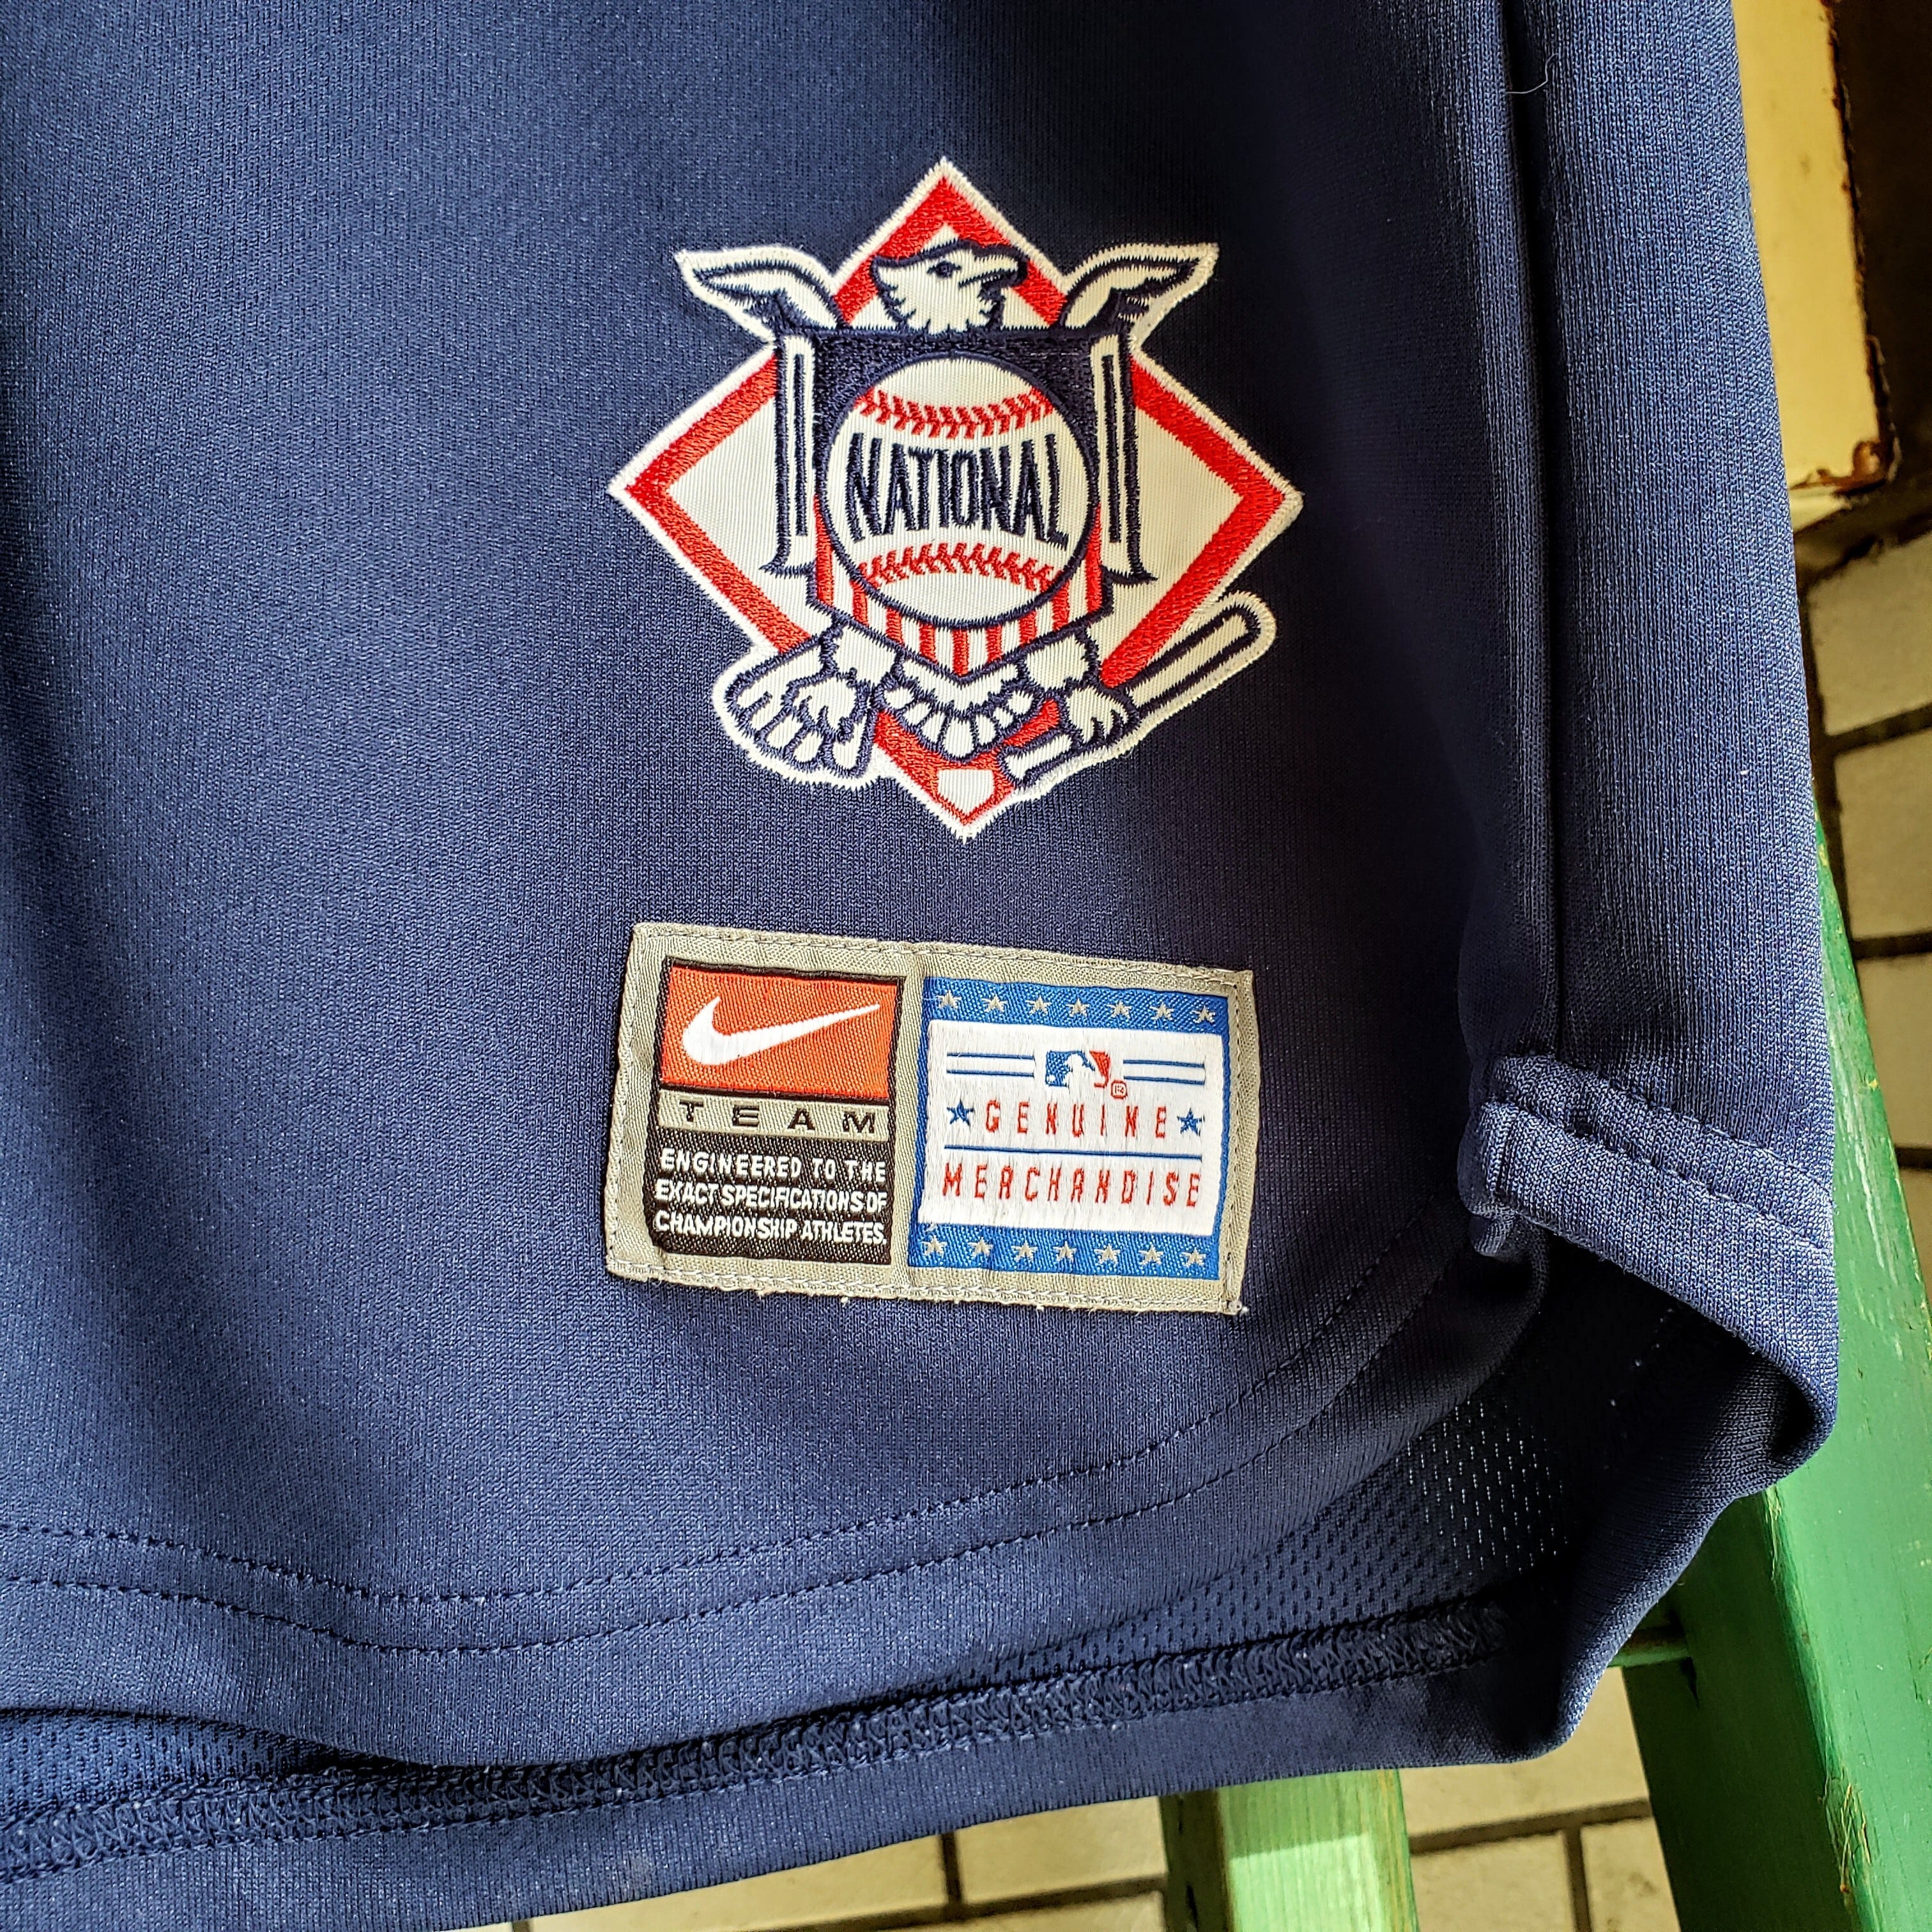 NATIONAL
TEAM
ENGINEERED TO THE
EXACT SPECIFICATIONS OF
CHAMPIONSHIP ATHLETES.
®
GENUINE
MERCHANDISE